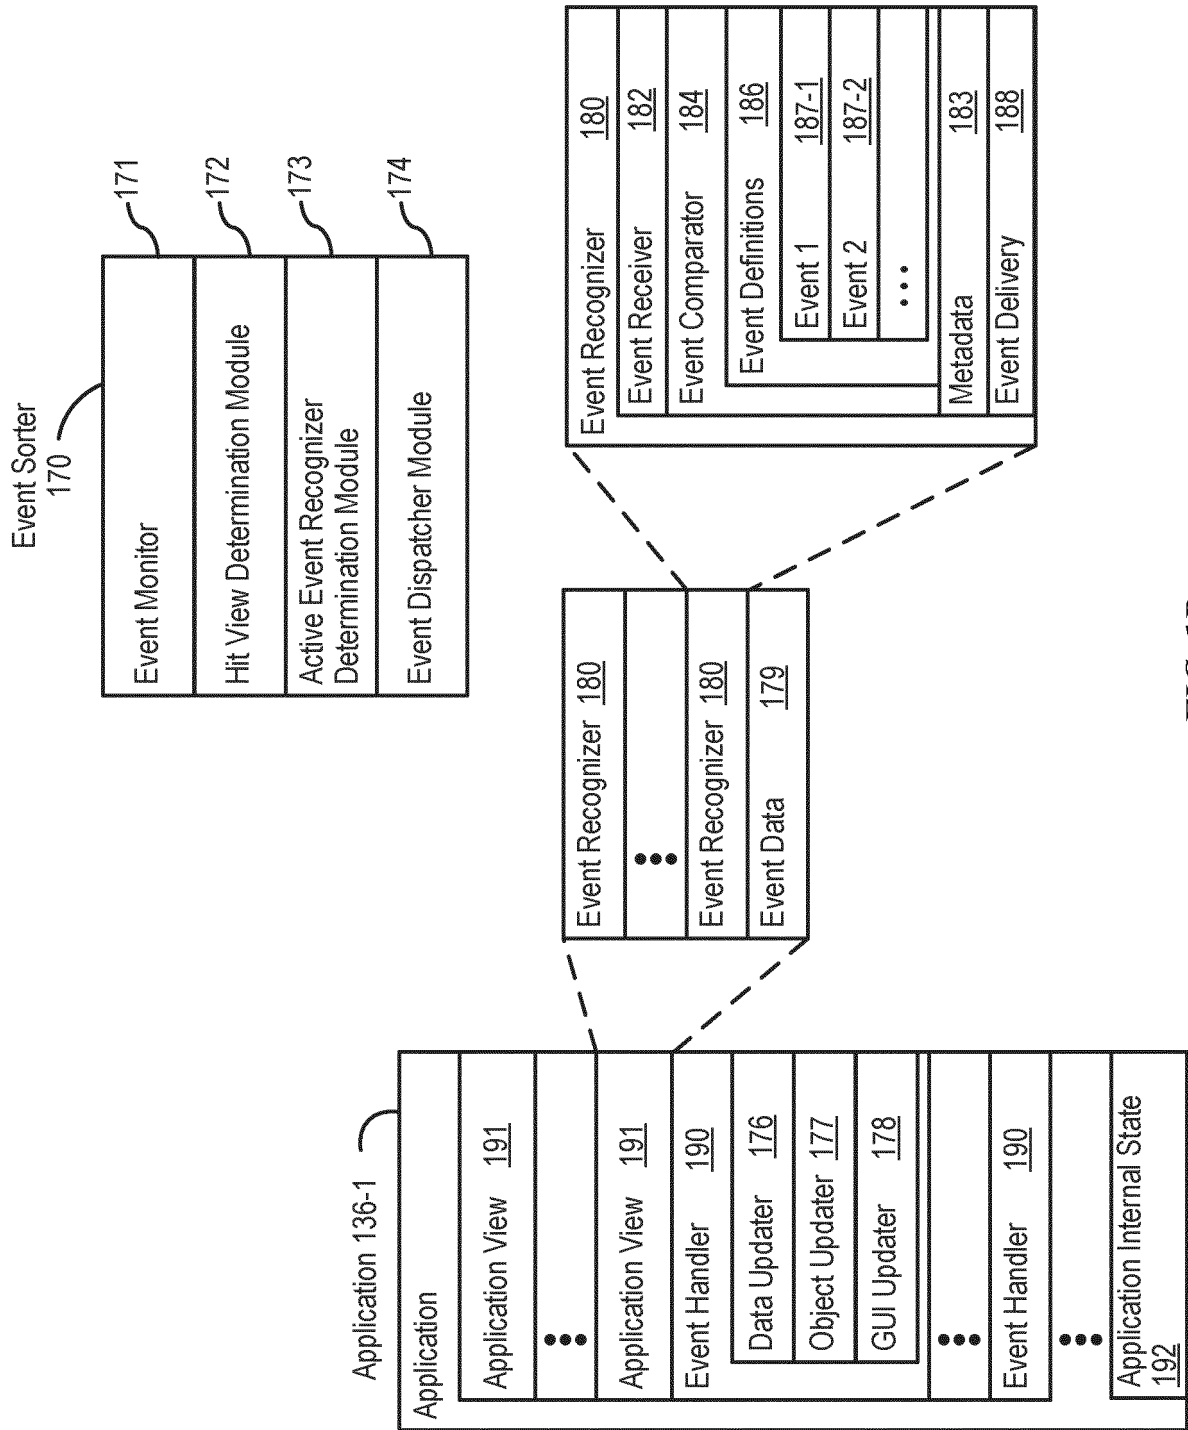 Event Sorter
170
Event Monitor
171
Hit View Determination Module
172
Active Event Recognizer
Determination Module
173
Event Dispatcher Module
174
Application 136-1
Application
Application View 191
•••
Application View 191
Event Handler 190
Data Updater 176
Object Updater 177
GUI Updater 178
•••
Event Handler 190
•••
Application Internal State
192
Event Recognizer 180
•••
Event Recognizer 180
Event Data 179
Event Recognizer 180
Event Receiver 182
Event Comparator 184
Event Definitions 186
Event 1 187-1
Event 2 187-2
•••
Metadata 183
Event Delivery 188